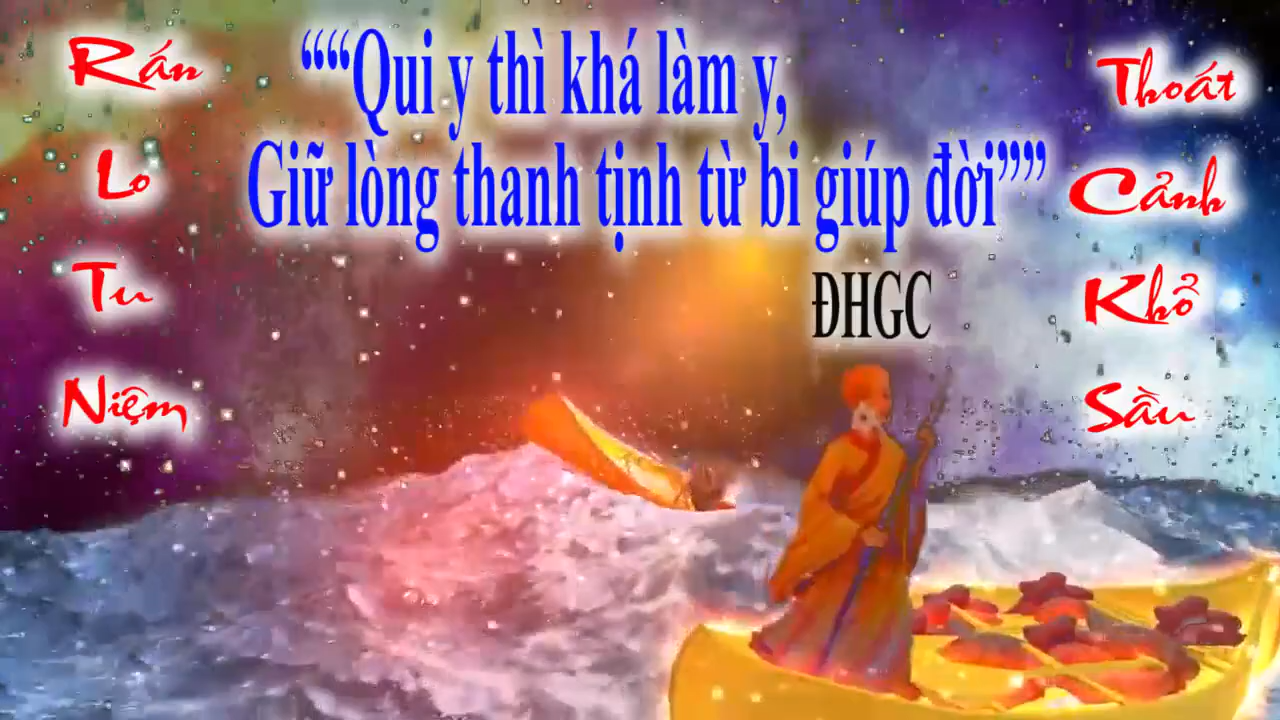 Rán
Lo
Tu
Niệm
““Qui y thì khá làm y,
Giữ lòng thanh tịnh từ bi giúp đời””
ĐHGC
Thoát
Cảnh
Khổ
Sầu